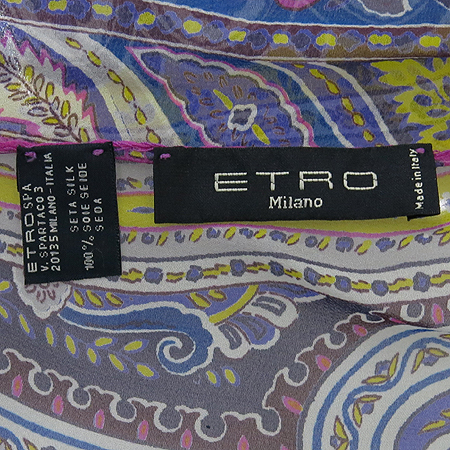 ETRO SPA
V. SPARTACO 3
20135 MILANO - ITALIA
SETA SILK
100% SOIE SEIDE
SEDA
ETRO
Milano
Made in Italy